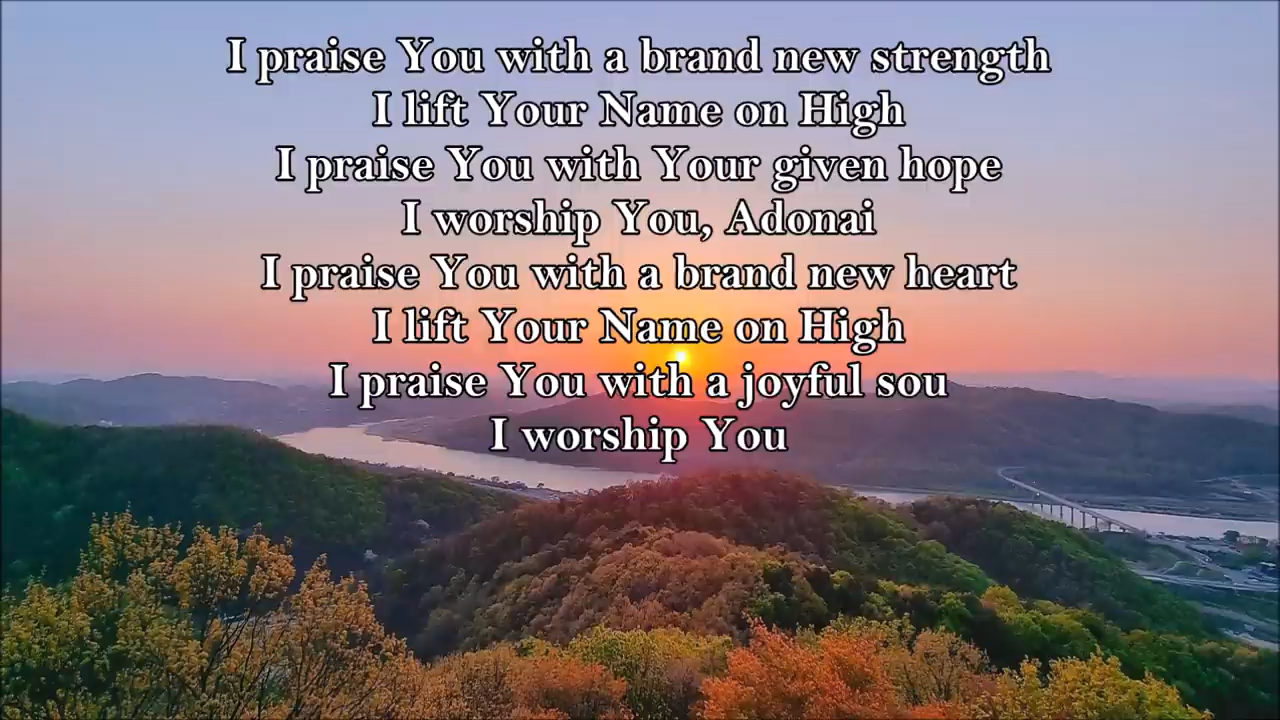 I praise You with a brand new strength
I lift Your Name on High
I praise You with Your given hope
I worship You, Adonai
I praise You with a brand new heart
I lift Your Name on High
I praise You with a joyful sou
I worship You